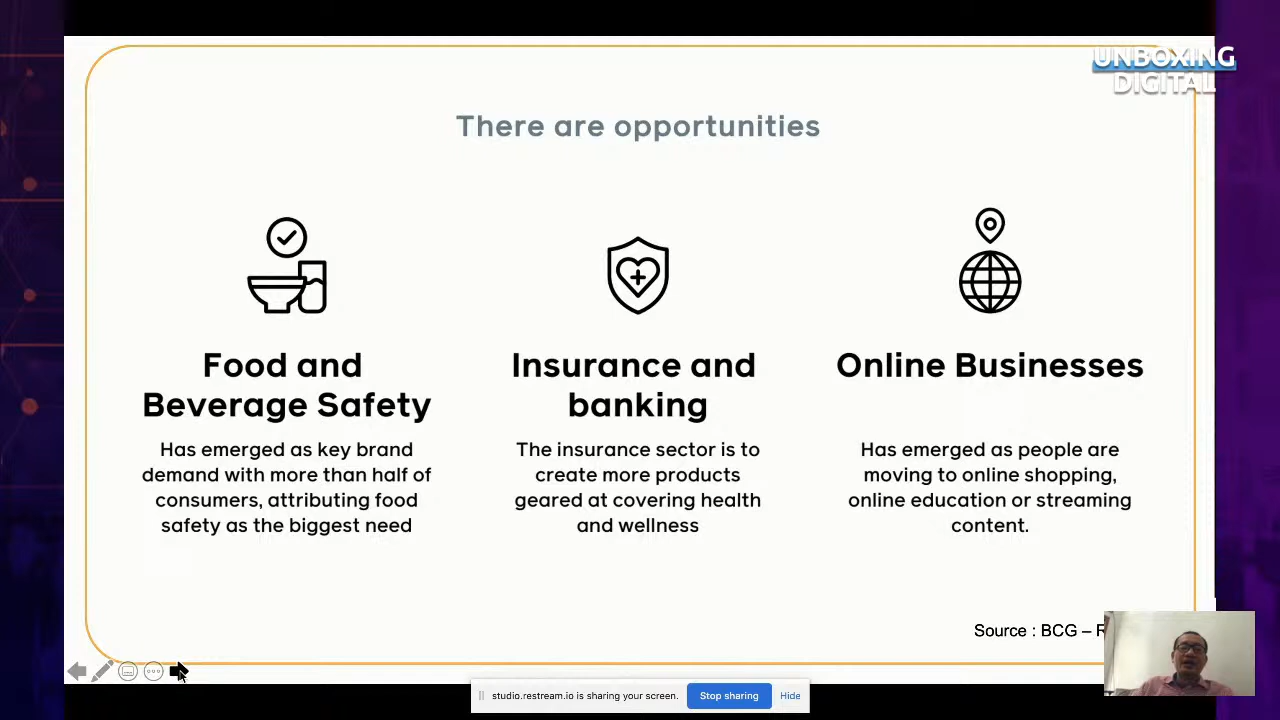 UNBOXING
DIGITAL
There are opportunities
Food and
Beverage Safety
Has emerged as key brand
demand with more than half of
consumers, attributing food
safety as the biggest need
Insurance and
banking
The insurance sector is to
create more products
geared at covering health
and wellness
Online Businesses
Has emerged as people are
moving to online shopping,
online education or streaming
content.
Source : BCG –
studio.restream.io is sharing your screen.
Stop sharing
Hide